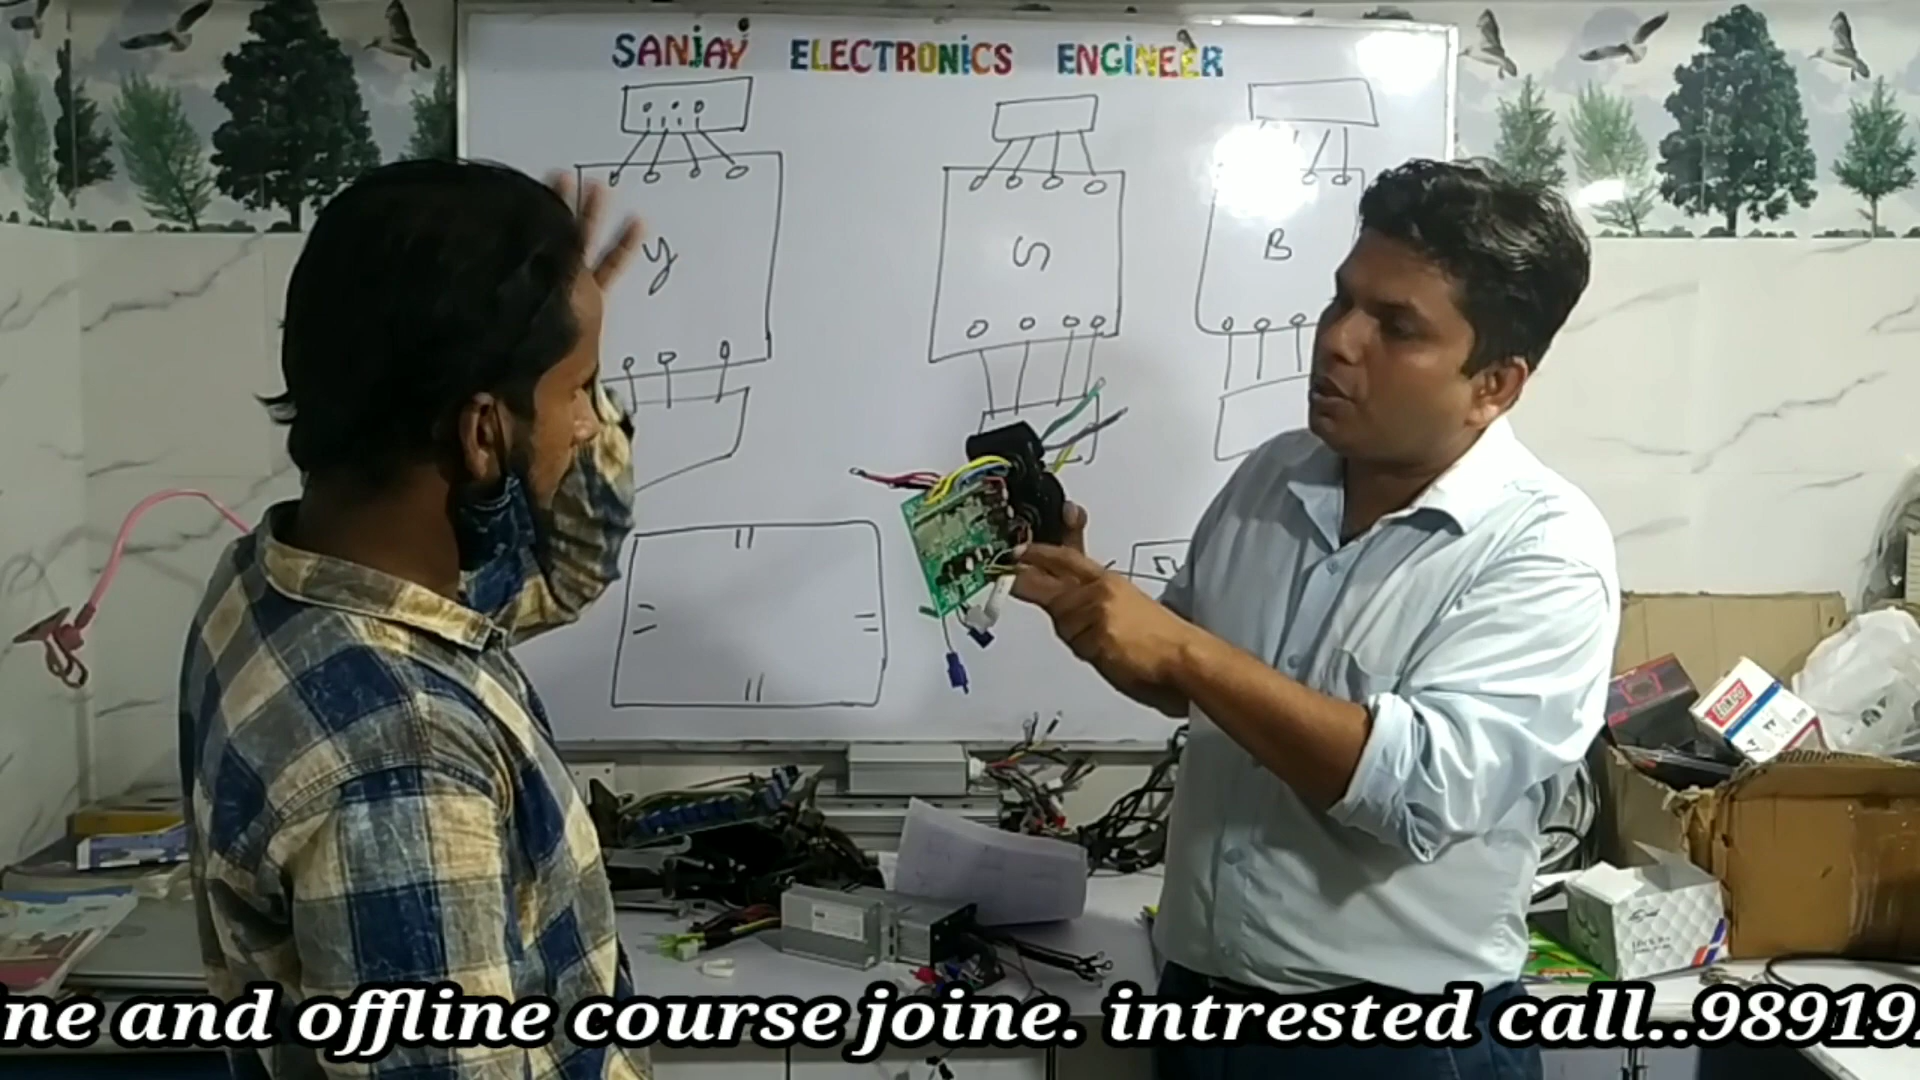 SANJAY ELECTRONICS ENGINEER
y
S
B
ne and offline course joine. intrested call..98919